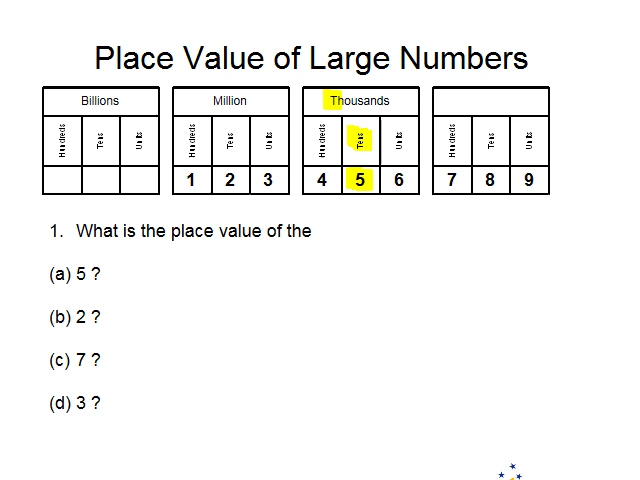 Place Value of Large Numbers
Billions Million Thousands
Hundreds Tens Units Hundreds Tens Units Hundreds Tens Units Hundreds Tens Units
1 2 3 4 5 6 7 8 9
1. What is the place value of the
(a) 5 ?
(b) 2 ?
(c) 7 ?
(d) 3 ?